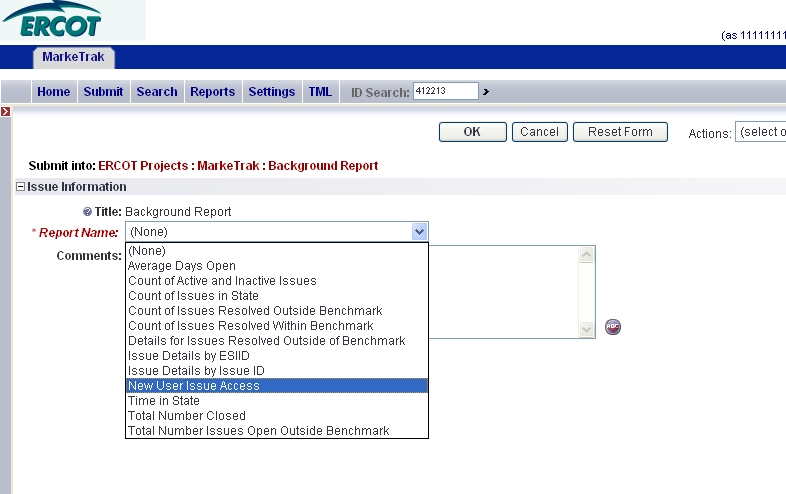 ERCOT
(as 11111111
MarkeTrak
Home Submit Search Reports Settings TML ID Search: 412213
OK Cancel Reset Form Actions: (select o
Submit into: ERCOT Projects : MarkeTrak : Background Report
Issue Information
Title: Background Report
* Report Name: (None)
Comments:
(None)
Average Days Open
Count of Active and Inactive Issues
Count of Issues in State
Count of Issues Resolved Outside Benchmark
Count of Issues Resolved Within Benchmark
Details for Issues Resolved Outside of Benchmark
Issue Details by ESIID
Issue Details by Issue ID
New User Issue Access
Time in State
Total Number Closed
Total Number Issues Open Outside Benchmark
ABC